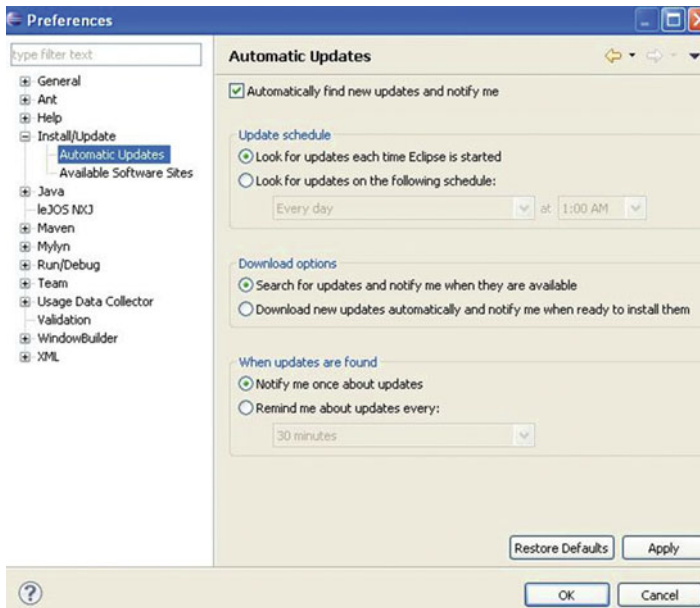 Preferences
type filter text
General
Ant
Help
Install/Update
Automatic Updates
Available Software Sites
Java
leJOS NXJ
Maven
Mylyn
Run/Debug
Team
Usage Data Collector
Validation
WindowBuilder
XML
Automatic Updates
Automatically find new updates and notify me
Update schedule
Look for updates each time Eclipse is started
Look for updates on the following schedule:
Every day at 1:00 AM
Download options
Search for updates and notify me when they are available
Download new updates automatically and notify me when ready to install them
When updates are found
Notify me once about updates
Remind me about updates every:
30 minutes
Restore Defaults Apply
? OK Cancel